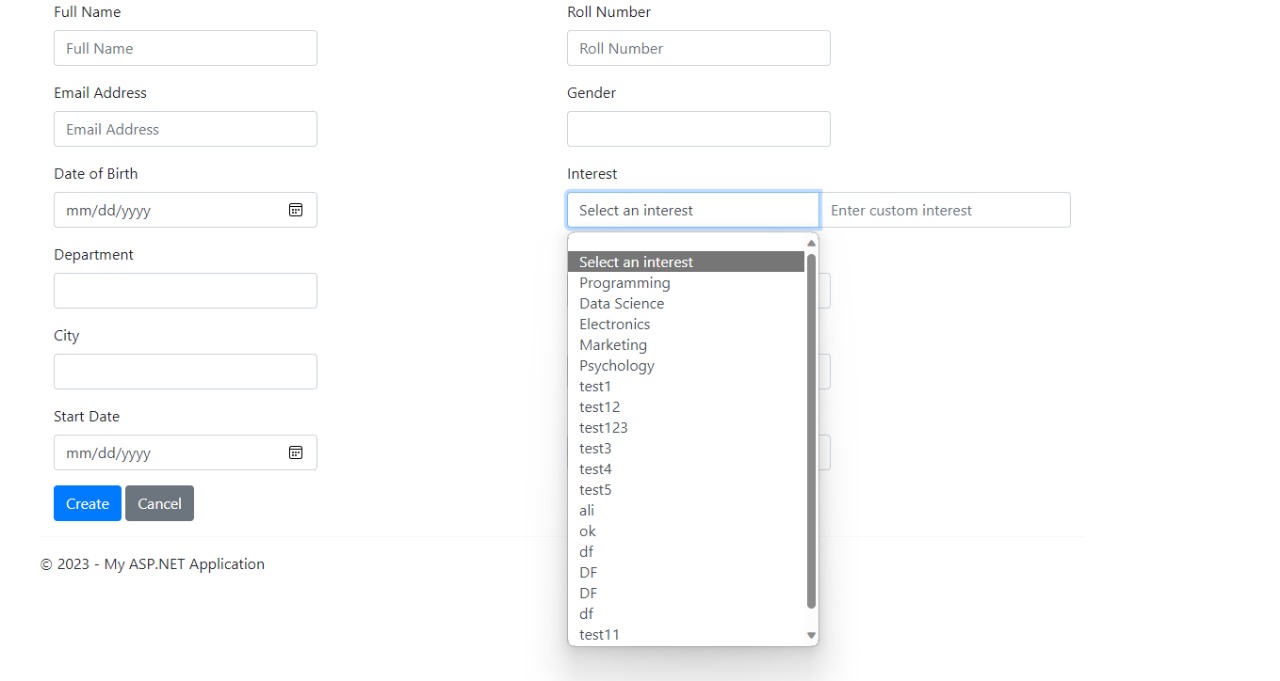 Full Name
Roll Number
Full Name
Roll Number
Email Address
Gender
Email Address
Date of Birth
Interest
mm/dd/yyyy
Select an interest
Enter custom interest
Department
Select an interest
Programming
Data Science
Electronics
Marketing
Psychology
test1
test12
test123
test3
test4
test5
ali
ok
df
DF
DF
df
test11
City
Start Date
mm/dd/yyyy
Create
Cancel
© 2023 - My ASP.NET Application